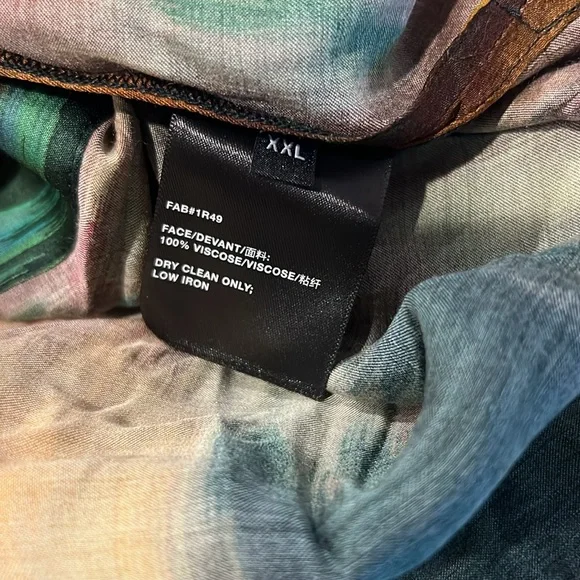 XXL
FAB#1R49
FACE/DEVANT/面料:
100% VISCOSE/VISCOSE/粘纤
DRY CLEAN ONLY;
LOW IRON